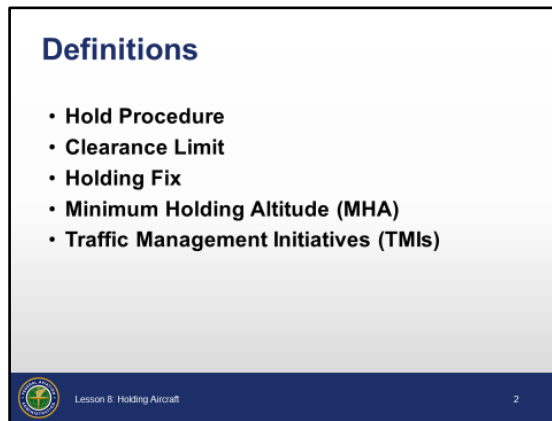 Definitions
• Hold Procedure
• Clearance Limit
• Holding Fix
• Minimum Holding Altitude (MHA)
• Traffic Management Initiatives (TMIs)
Lesson 8: Holding Aircraft
2